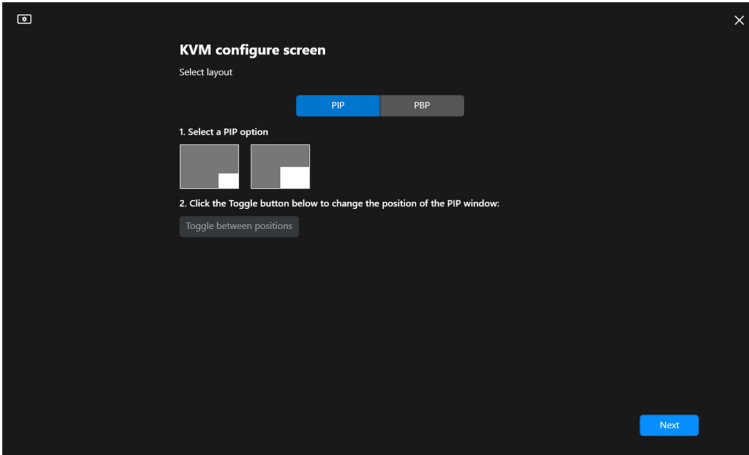 KVM configure screen
Select layout
PIP PBP
1. Select a PIP option
2. Click the Toggle button below to change the position of the PIP window:
Toggle between positions
Next